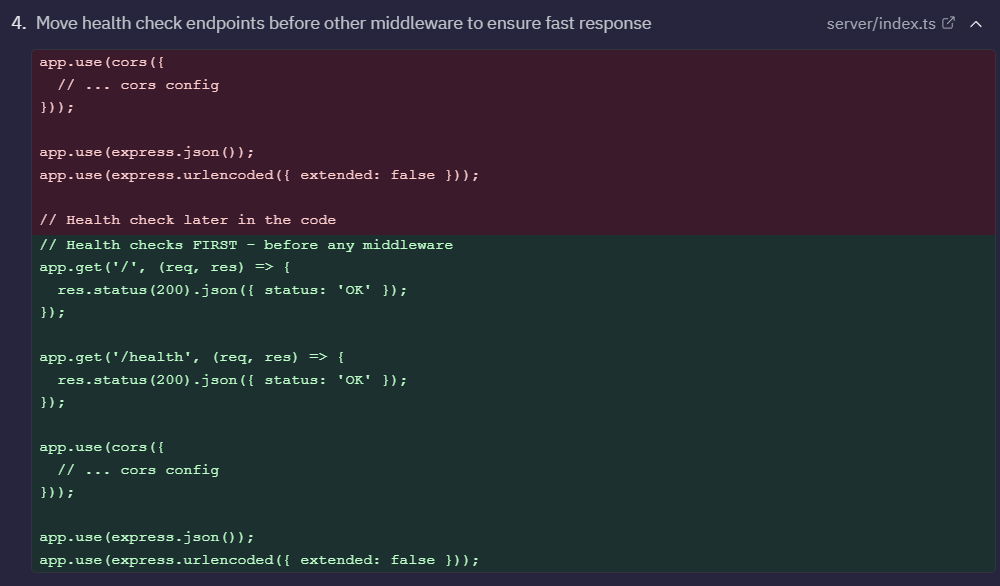 4. Move health check endpoints before other middleware to ensure fast response server/index.ts
app.use(cors({
  // ... cors config
}));

app.use(express.json());
app.use(express.urlencoded({ extended: false }));

// Health check later in the code
// Health checks FIRST - before any middleware
app.get('/', (req, res) => {
  res.status(200).json({ status: 'OK' });
});

app.get('/health', (req, res) => {
  res.status(200).json({ status: 'OK' });
});

app.use(cors({
  // ... cors config
}));

app.use(express.json());
app.use(express.urlencoded({ extended: false }));